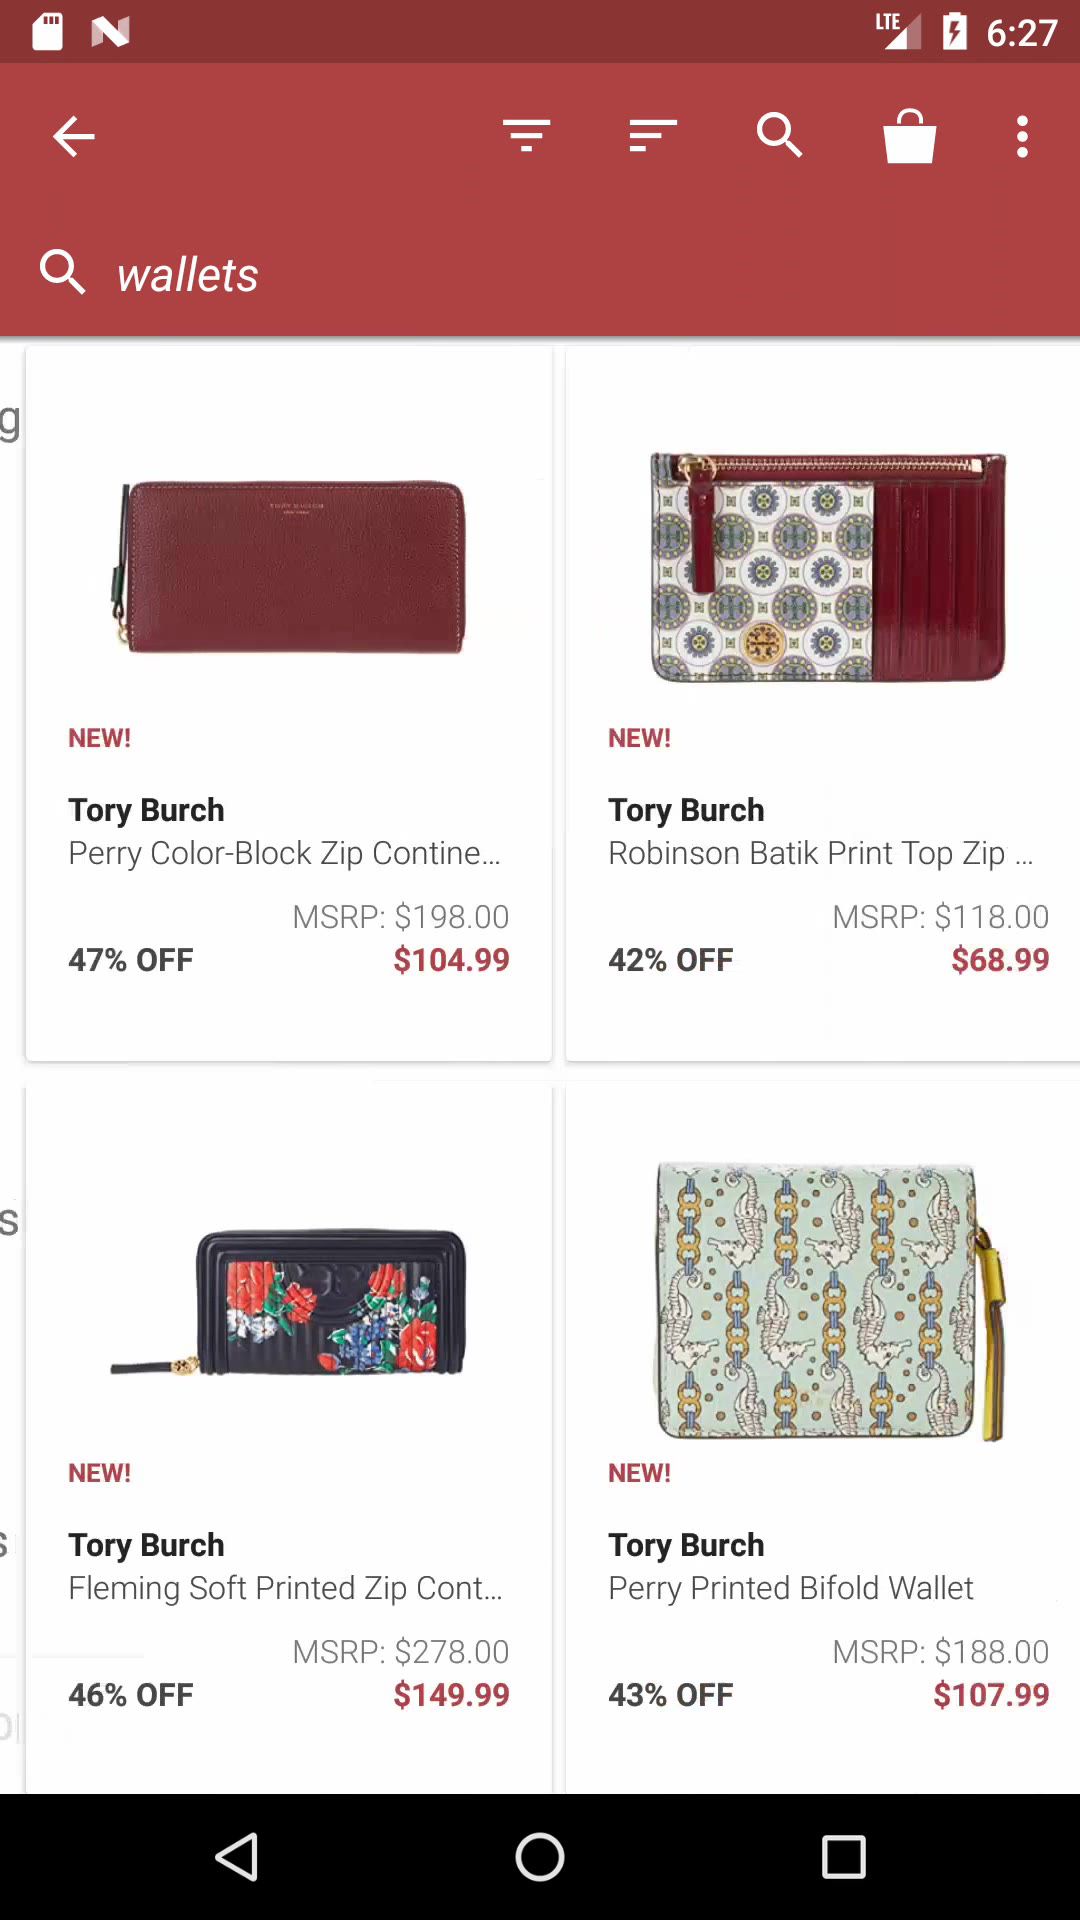 LTE 6:27
wallets
g
TORY BURCH
NEW!
Tory Burch
Perry Color-Block Zip Contine...
MSRP: $198.00
47% OFF $104.99
NEW!
Tory Burch
Robinson Batik Print Top Zip ...
MSRP: $118.00
42% OFF $68.99
s
NEW!
Tory Burch
Fleming Soft Printed Zip Cont...
MSRP: $278.00
46% OFF $149.99
NEW!
Tory Burch
Perry Printed Bifold Wallet
MSRP: $188.00
43% OFF $107.99
s